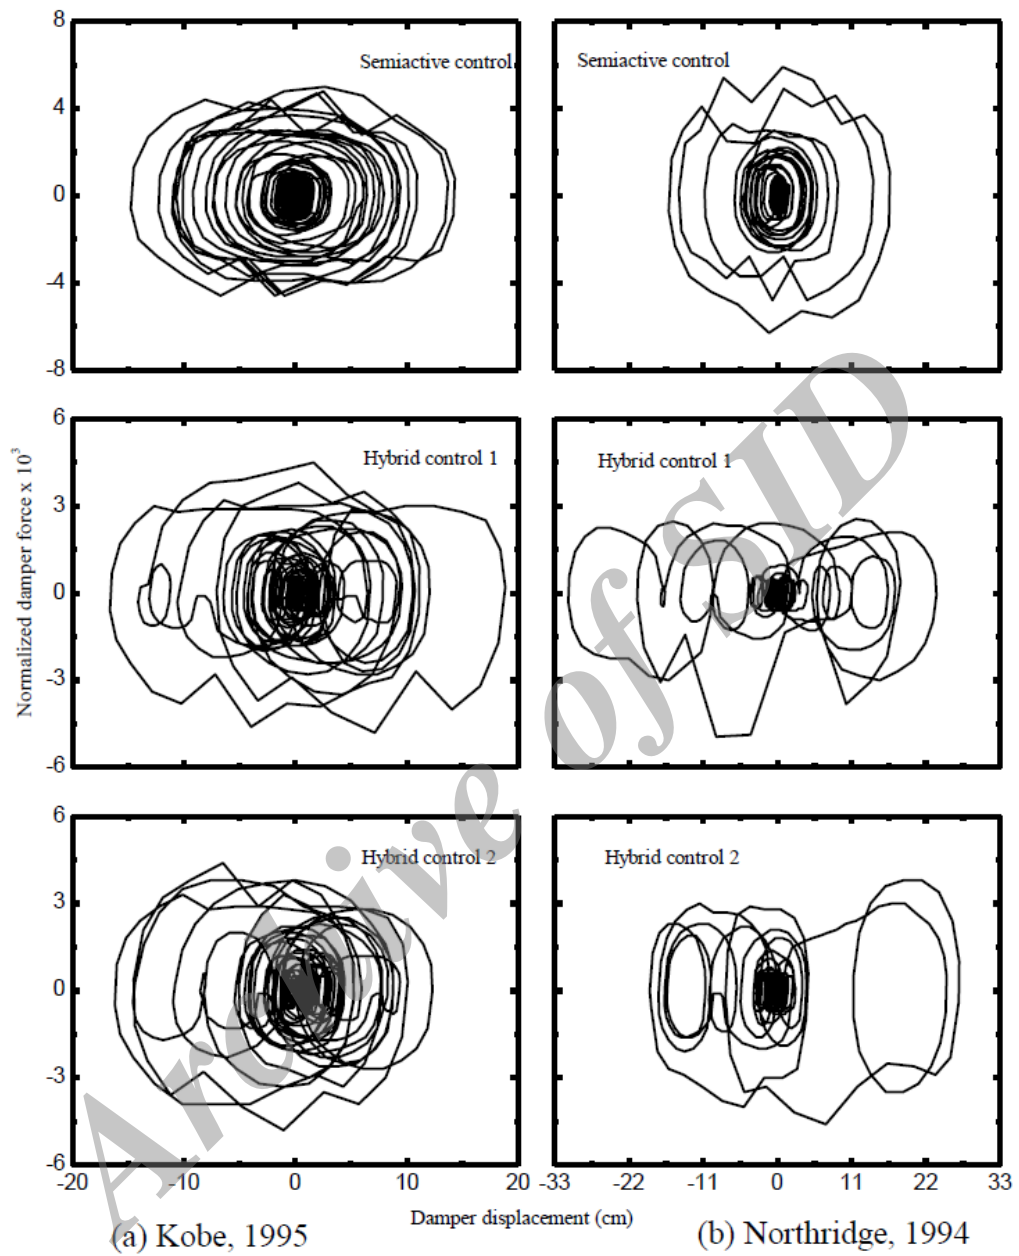 8
4
0
-4
-8
Semiactive control
Semiactive control
6
3
0
-3
-6
Hybrid control 1
Hybrid control 1
Normalized damper force x 10³
6
3
0
-3
-6
Hybrid control 2
Hybrid control 2
-20 -10 0 10 20 -33 -22 -11 0 11 22 33
Damper displacement (cm)
(a) Kobe, 1995 (b) Northridge, 1994
Archive of SID